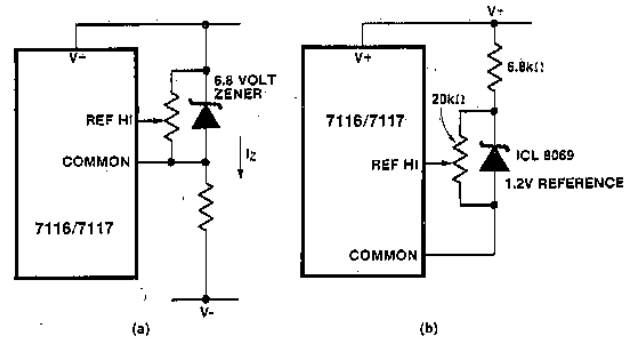 V+
V-
6.8 VOLT
ZENER
REF HI
COMMON
IZ
7116/7117
V-
(a)
V+
V+
6.8kΩ
20kΩ
7116/7117
REF HI
ICL 8069
1.2V REFERENCE
COMMON
(b)